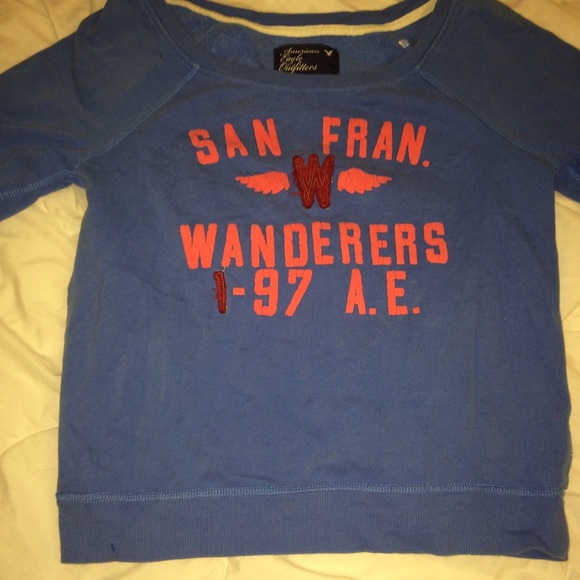 American
Eagle
Outfitters
SAN FRAN.
W
WANDERERS
1-97 A.E.